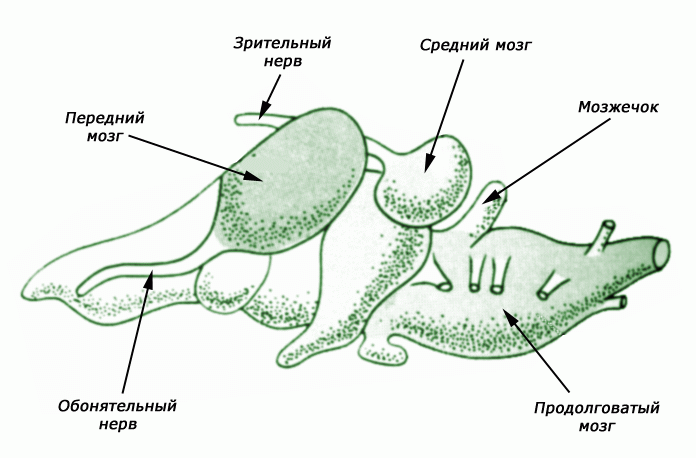 Зрительный
нерв
Средний мозг
Мозжечок
Передний
мозг
Обонятельный
нерв
Продолговатый
мозг